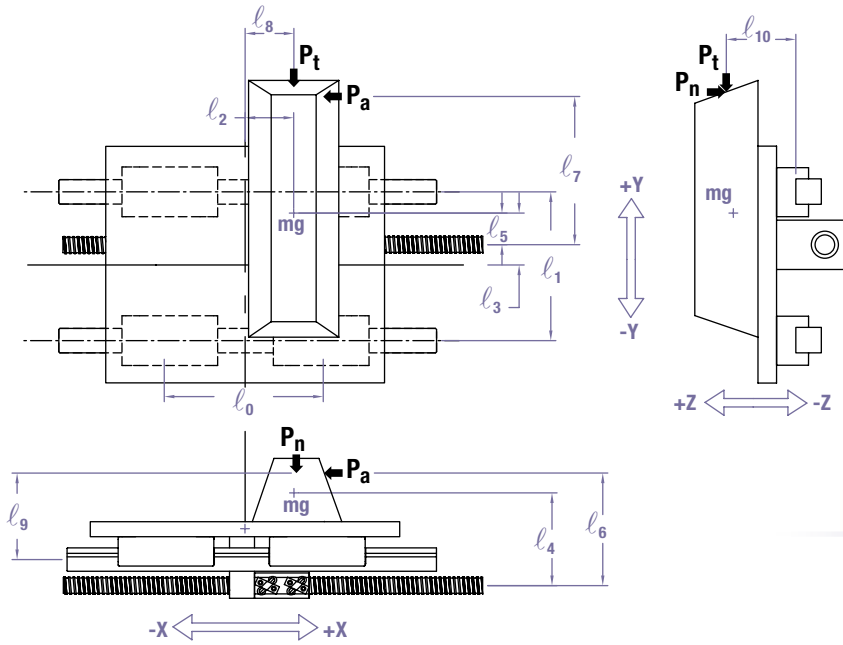 ℓ8
Pt
Pa
ℓ2
ℓ7
mg
ℓ5
ℓ1
ℓ3
ℓ0
ℓ10
Pt
Pn
mg
+Y
-Y
+Z
-Z
Pn
Pa
mg
ℓ9
ℓ4
ℓ6
-X
+X